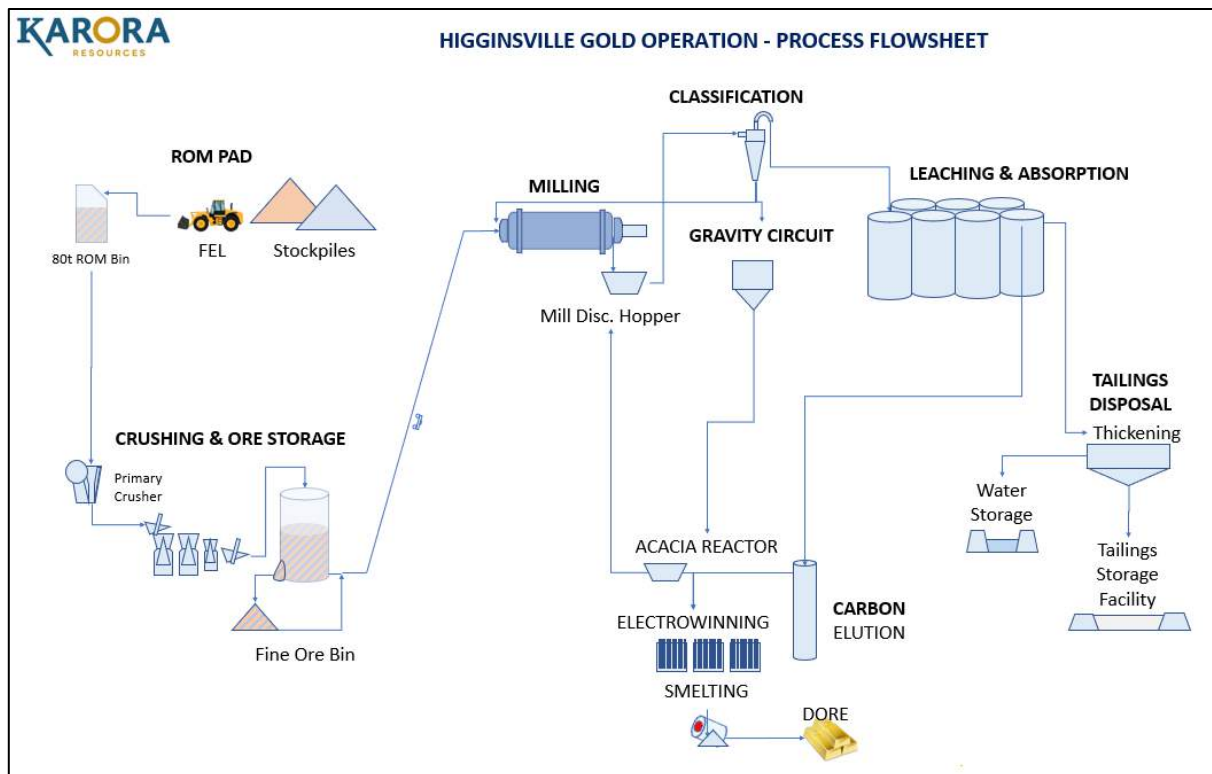 KARORA
RESOURCES
HIGGINSVILLE GOLD OPERATION - PROCESS FLOWSHEET
CLASSIFICATION
ROM PAD
MILLING
LEACHING & ABSORPTION
GRAVITY CIRCUIT
80t ROM Bin
FEL
Stockpiles
Mill Disc. Hopper
TAILINGS
DISPOSAL
Thickening
CRUSHING & ORE STORAGE
Primary
Crusher
Water
Storage
ACACIA REACTOR
Tailings
Storage
Facility
CARBON
ELUTION
ELECTROWINNING
Fine Ore Bin
SMELTING
DORE